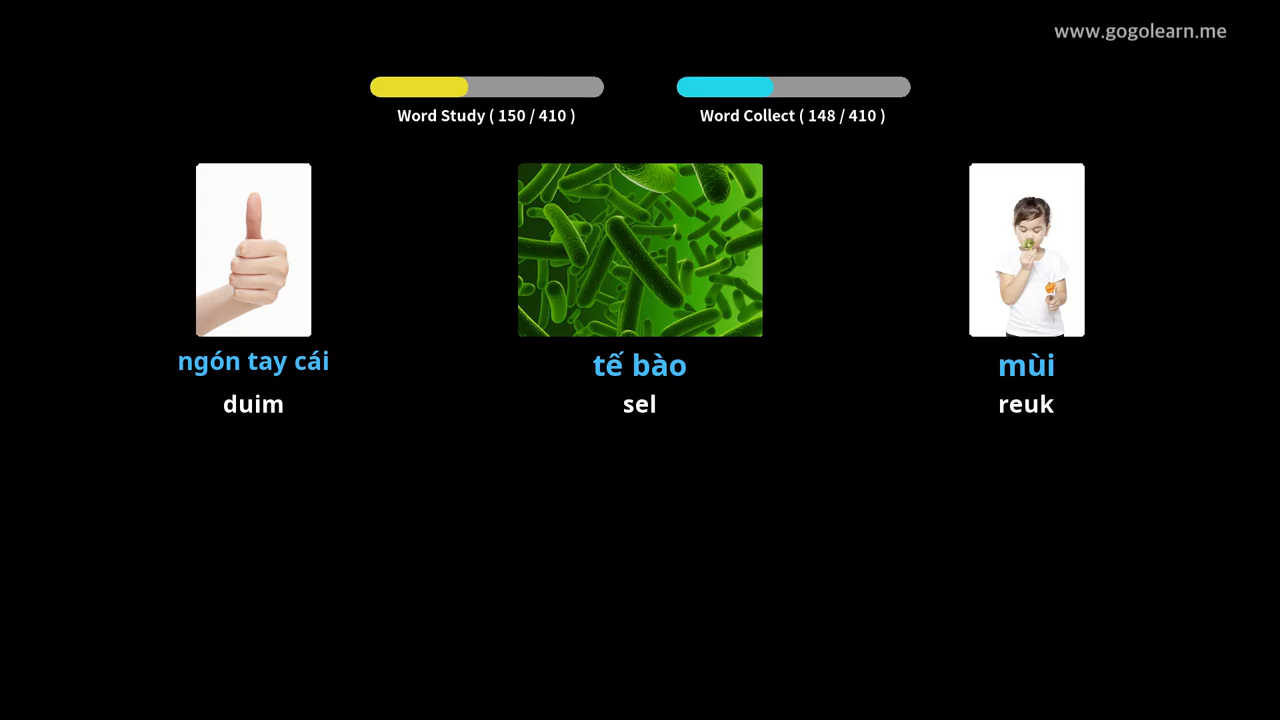 www.gogolearn.me
Word Study ( 150 / 410 )
Word Collect ( 148 / 410 )
ngón tay cái
duim
tế bào
sel
mùi
reuk